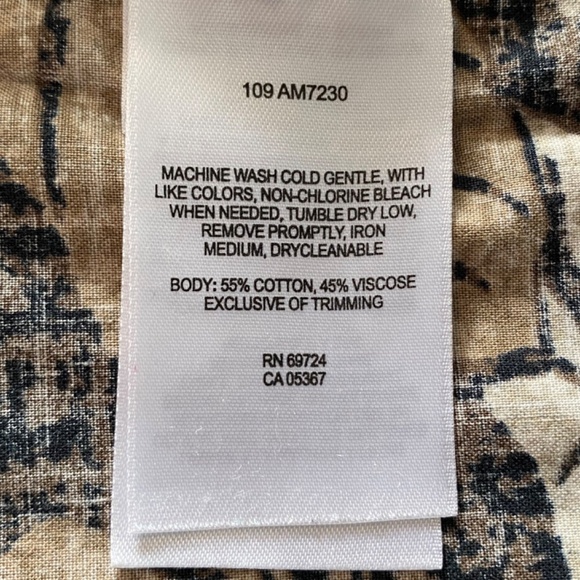 109 AM7230
MACHINE WASH COLD GENTLE, WITH
LIKE COLORS, NON-CHLORINE BLEACH
WHEN NEEDED, TUMBLE DRY LOW,
REMOVE PROMPTLY, IRON
MEDIUM, DRYCLEANABLE
BODY: 55% COTTON, 45% VISCOSE
EXCLUSIVE OF TRIMMING
RN 69724
CA 05367